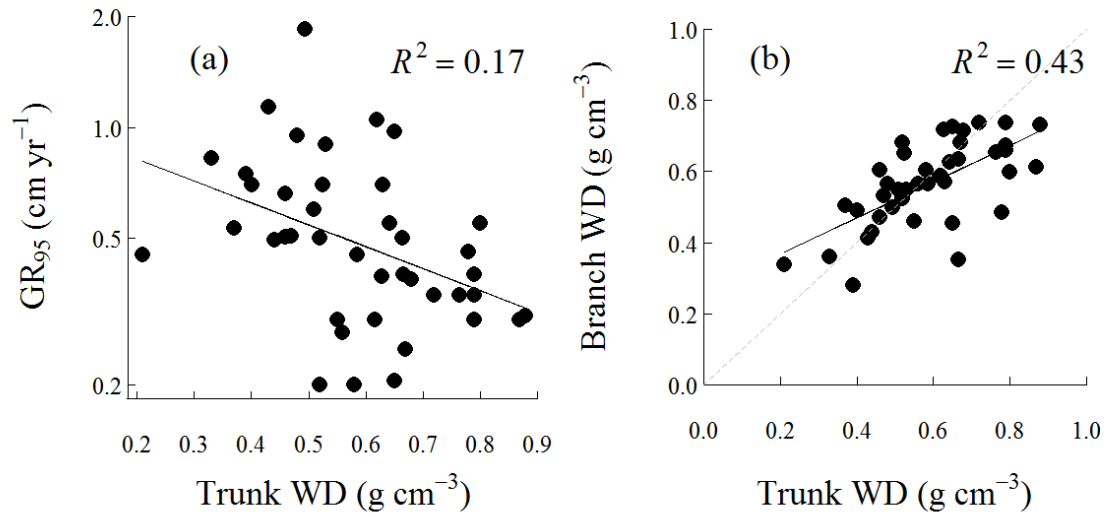 (a)
R² = 0.17
GR₉₅ (cm yr⁻¹)
2.0
1.0
0.5
0.2
0.2 0.3 0.4 0.5 0.6 0.7 0.8 0.9
Trunk WD (g cm⁻³)
(b)
R² = 0.43
Branch WD (g cm⁻³)
1.0
0.8
0.6
0.4
0.2
0.0
0.0 0.2 0.4 0.6 0.8 1.0
Trunk WD (g cm⁻³)